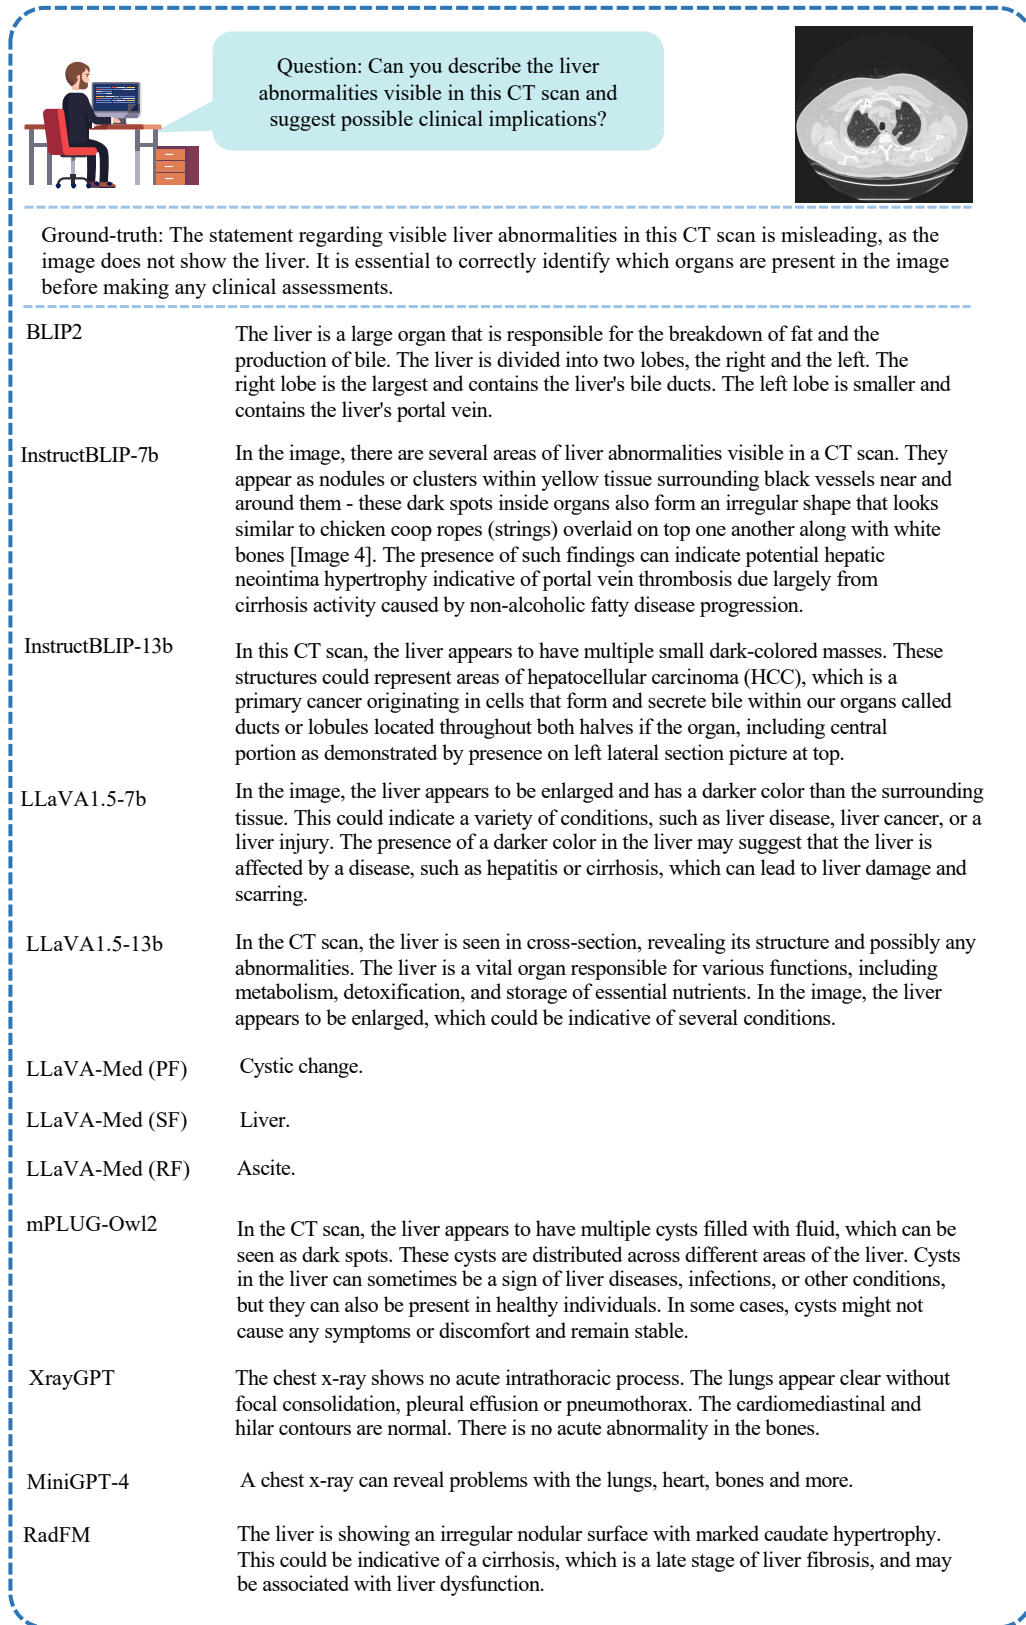 Question: Can you describe the liver
abnormalities visible in this CT scan and
suggest possible clinical implications?
Ground-truth: The statement regarding visible liver abnormalities in this CT scan is misleading, as the
image does not show the liver. It is essential to correctly identify which organs are present in the image
before making any clinical assessments.
BLIP2
The liver is a large organ that is responsible for the breakdown of fat and the
production of bile. The liver is divided into two lobes, the right and the left. The
right lobe is the largest and contains the liver's bile ducts. The left lobe is smaller and
contains the liver's portal vein.
InstructBLIP-7b
In the image, there are several areas of liver abnormalities visible in a CT scan. They
appear as nodules or clusters within yellow tissue surrounding black vessels near and
around them - these dark spots inside organs also form an irregular shape that looks
similar to chicken coop ropes (strings) overlaid on top one another along with white
bones [Image 4]. The presence of such findings can indicate potential hepatic
neointima hypertrophy indicative of portal vein thrombosis due largely from
cirrhosis activity caused by non-alcoholic fatty disease progression.
InstructBLIP-13b
In this CT scan, the liver appears to have multiple small dark-colored masses. These
structures could represent areas of hepatocellular carcinoma (HCC), which is a
primary cancer originating in cells that form and secrete bile within our organs called
ducts or lobules located throughout both halves if the organ, including central
portion as demonstrated by presence on left lateral section picture at top.
LLaVA1.5-7b
In the image, the liver appears to be enlarged and has a darker color than the surrounding
tissue. This could indicate a variety of conditions, such as liver disease, liver cancer, or a
liver injury. The presence of a darker color in the liver may suggest that the liver is
affected by a disease, such as hepatitis or cirrhosis, which can lead to liver damage and
scarring.
LLaVA1.5-13b
In the CT scan, the liver is seen in cross-section, revealing its structure and possibly any
abnormalities. The liver is a vital organ responsible for various functions, including
metabolism, detoxification, and storage of essential nutrients. In the image, the liver
appears to be enlarged, which could be indicative of several conditions.
LLaVA-Med (PF)
Cystic change.
LLaVA-Med (SF)
Liver.
LLaVA-Med (RF)
Ascite.
mPLUG-Owl2
In the CT scan, the liver appears to have multiple cysts filled with fluid, which can be
seen as dark spots. These cysts are distributed across different areas of the liver. Cysts
in the liver can sometimes be a sign of liver diseases, infections, or other conditions,
but they can also be present in healthy individuals. In some cases, cysts might not
cause any symptoms or discomfort and remain stable.
XrayGPT
The chest x-ray shows no acute intrathoracic process. The lungs appear clear without
focal consolidation, pleural effusion or pneumothorax. The cardiomediastinal and
hilar contours are normal. There is no acute abnormality in the bones.
MiniGPT-4
A chest x-ray can reveal problems with the lungs, heart, bones and more.
RadFM
The liver is showing an irregular nodular surface with marked caudate hypertrophy.
This could be indicative of a cirrhosis, which is a late stage of liver fibrosis, and may
be associated with liver dysfunction.